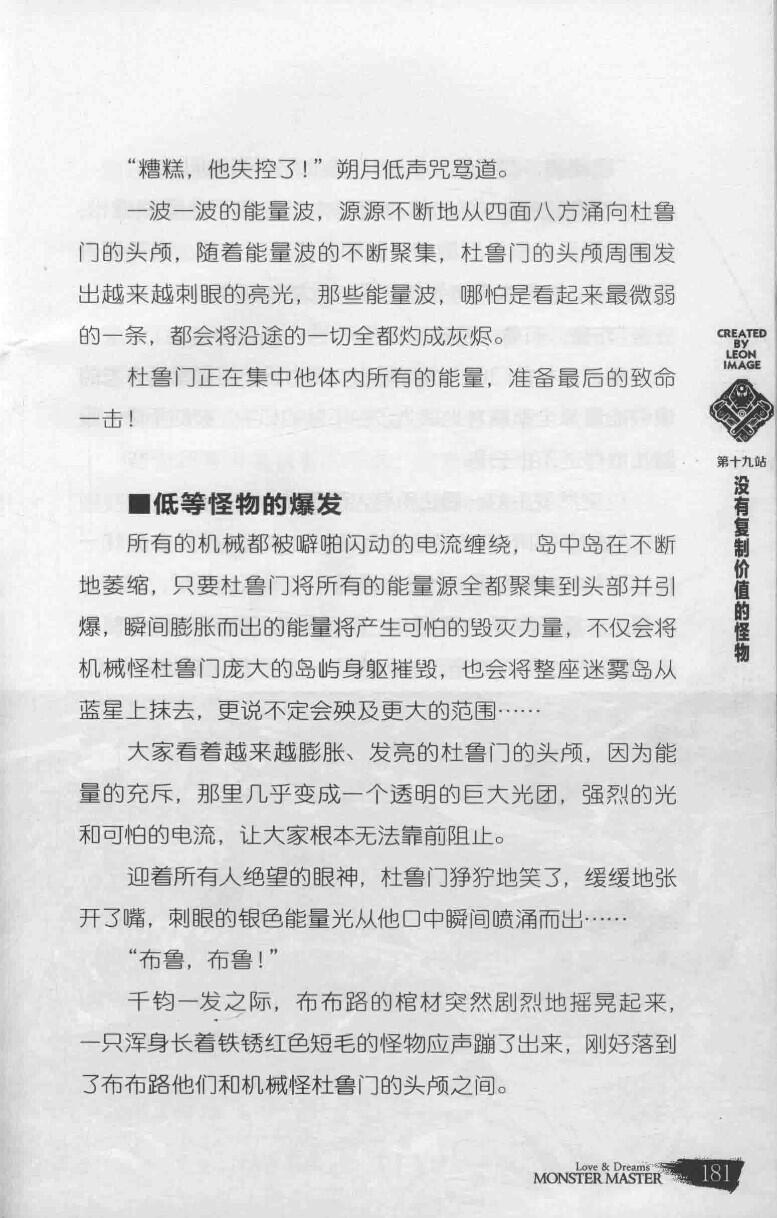 “糟糕，他失控了！”朔月低声咒骂道。
一波一波的能量波，源源不断地从四面八方涌向杜鲁
门的头颅，随着能量波的不断聚集，杜鲁门的头颅周围发
出越来越刺眼的亮光，那些能量波，哪怕是看起来最微弱
的一条，都会将沿途的一切全都灼成灰烬。
杜鲁门正在集中他体内所有的能量，准备最后的致命
一击！
■低等怪物的爆发
所有的机械都被噼啪闪动的电流缠绕，岛中岛在不断
地萎缩，只要杜鲁门将所有的能量源全都聚集到头部并引
爆，瞬间膨胀而出的能量将产生可怕的毁灭力量，不仅会将
机械怪杜鲁门庞大的岛屿身躯摧毁，也会将整座迷雾岛从
蓝星上抹去，更说不定会殃及更大的范围……
大家看着越来越膨胀、发亮的杜鲁门的头颅，因为能
量的充斥，那里几乎变成一个透明的巨大光团，强烈的光
和可怕的电流，让大家根本无法靠前阻止。
迎着所有人绝望的眼神，杜鲁门狰狞地笑了，缓缓地张
开了嘴，刺眼的银色能量光从他口中瞬间喷涌而出……
“布鲁，布鲁！”
千钧一发之际，布布路的棺材突然剧烈地摇晃起来，
一只浑身长着铁锈红色短毛的怪物应声蹦了出来，刚好落到
了布布路他们和机械怪杜鲁门的头颅之间。
CREATED
BY
LEON
IMAGE
第十九站
没有复制价值的怪物
Love & Dreams
MONSTER MASTER 181